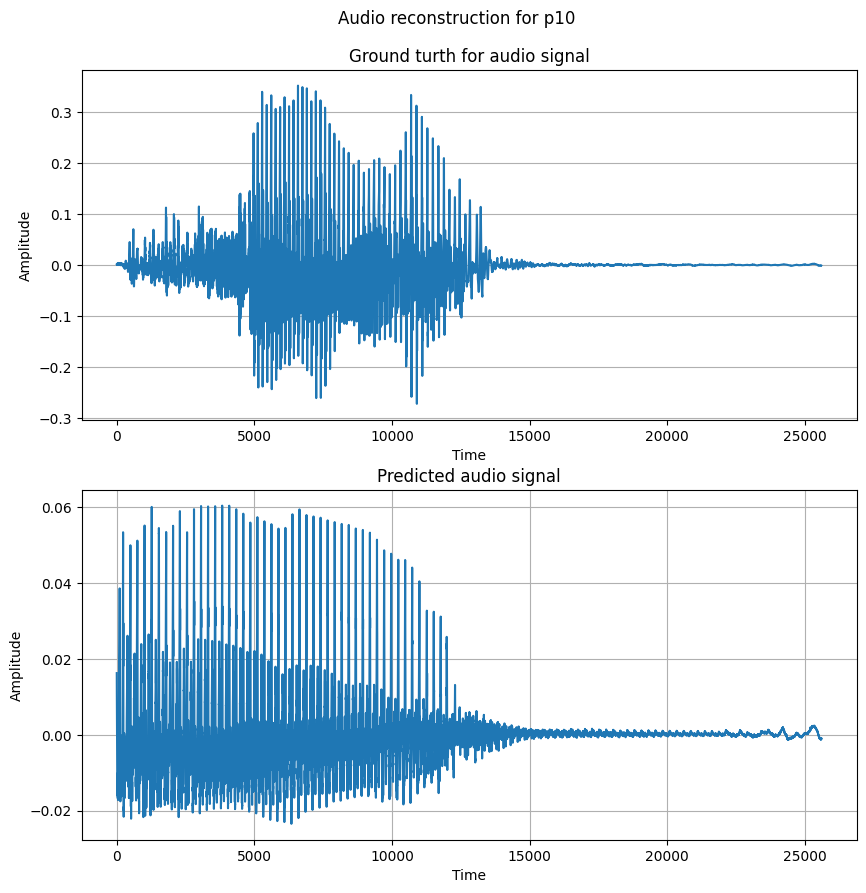 Audio reconstruction for p10
Ground turth for audio signal
0.3
0.2
0.1
0.0
−0.1
−0.2
−0.3
Amplitude
0 5000 10000 15000 20000 25000
Time
Predicted audio signal
0.06
0.04
0.02
0.00
−0.02
Amplitude
0 5000 10000 15000 20000 25000
Time